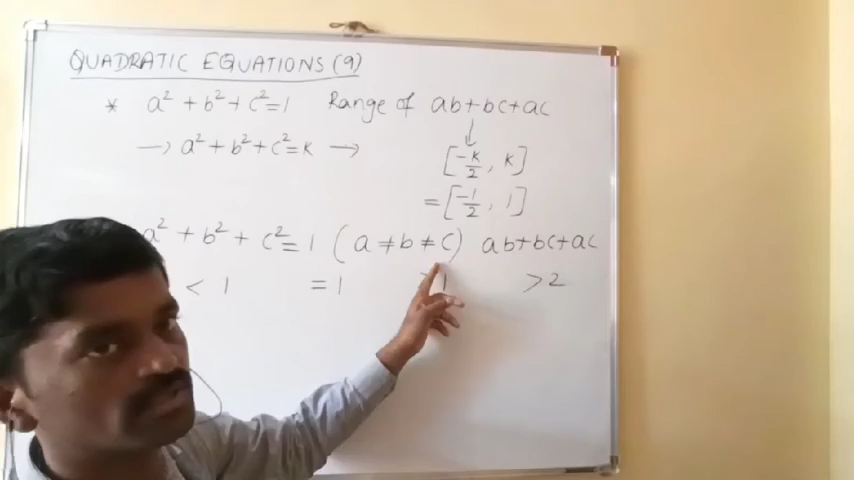 QUADRATIC EQUATIONS (9)
* a² + b² + c² = 1 Range of ab+bc+ac
→ a² + b² + c² = K → [-K/2, K]
= [-1/2, 1]
a² + b² + c² = 1 (a ≠ b ≠ c) ab+bc+ac
< 1 = 1 > 2